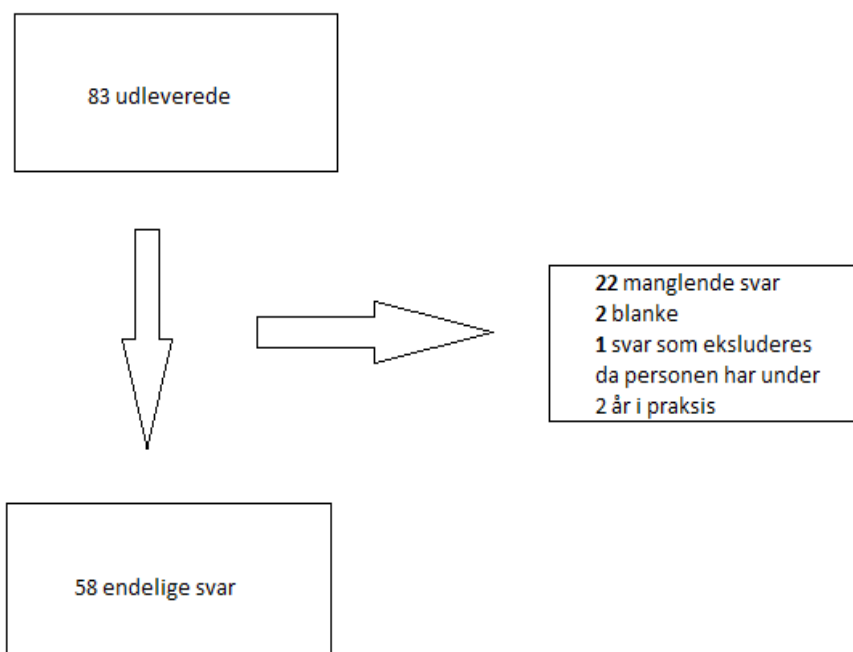 83 udleverede
22 manglende svar
2 blanke
1 svar som eksluderes
da personen har under
2 år i praksis
58 endelige svar